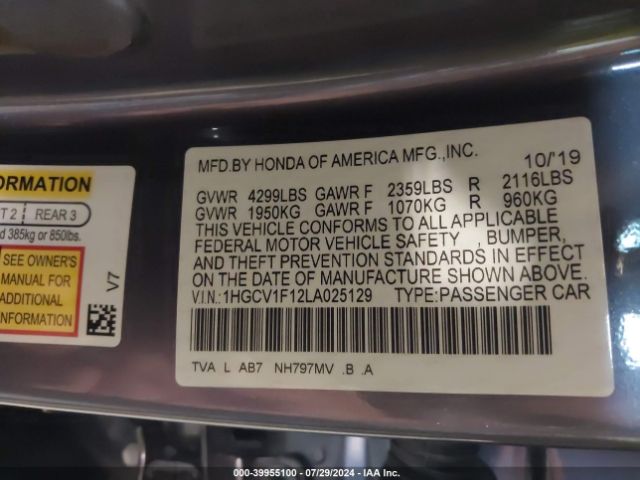 ORMATION
T 2 REAR 3
d 385kg or 850lbs.
SEE OWNER'S
MANUAL FOR
ADDITIONAL
INFORMATION
V7
MFD.BY HONDA OF AMERICA MFG.,INC. 10/'19
GVWR 4299LBS GAWR F 2359LBS R 2116LBS
GVWR 1950KG GAWR F 1070KG R 960KG
THIS VEHICLE CONFORMS TO ALL APPLICABLE
FEDERAL MOTOR VEHICLE SAFETY , BUMPER,
AND THEFT PREVENTION STANDARDS IN EFFECT
ON THE DATE OF MANUFACTURE SHOWN ABOVE.
V.I.N.:1HGCV1F12LA025129 TYPE:PASSENGER CAR
TVA L AB7 NH797MV .B .A
000-39955100 - 07/29/2024 - IAA Inc.